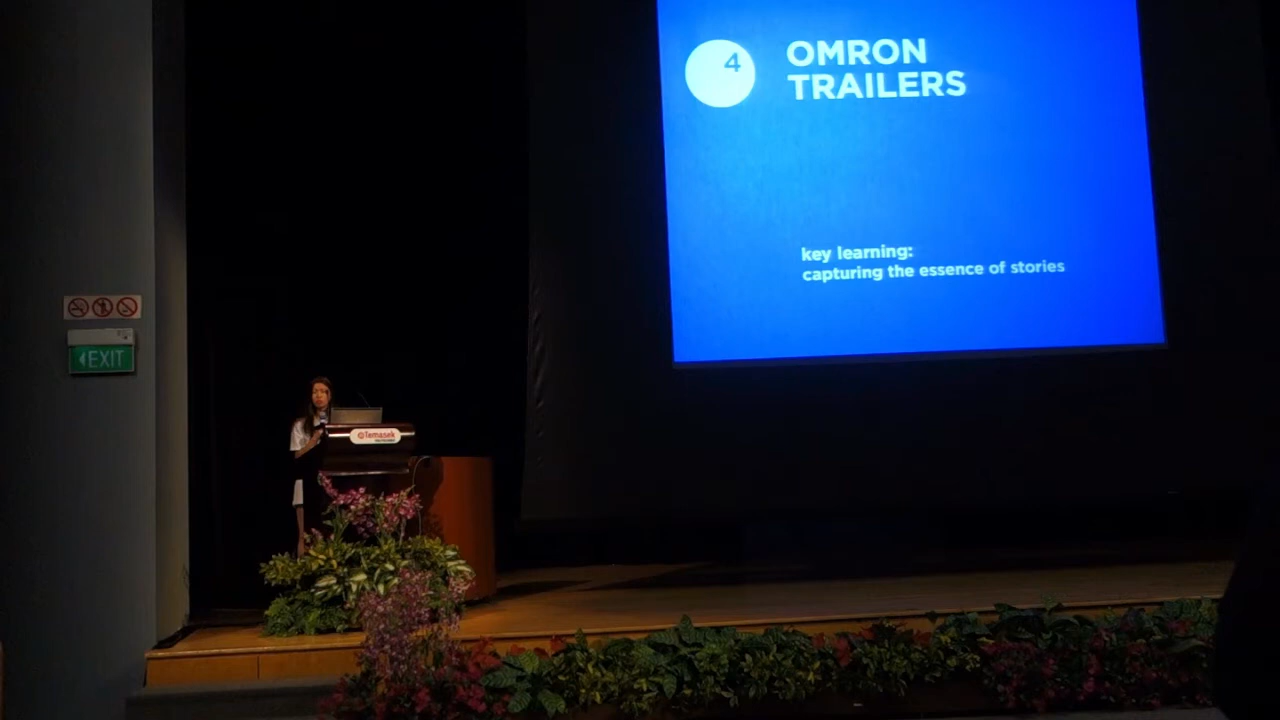 4
OMRON
TRAILERS
key learning:
capturing the essence of stories
EXIT
Temasek